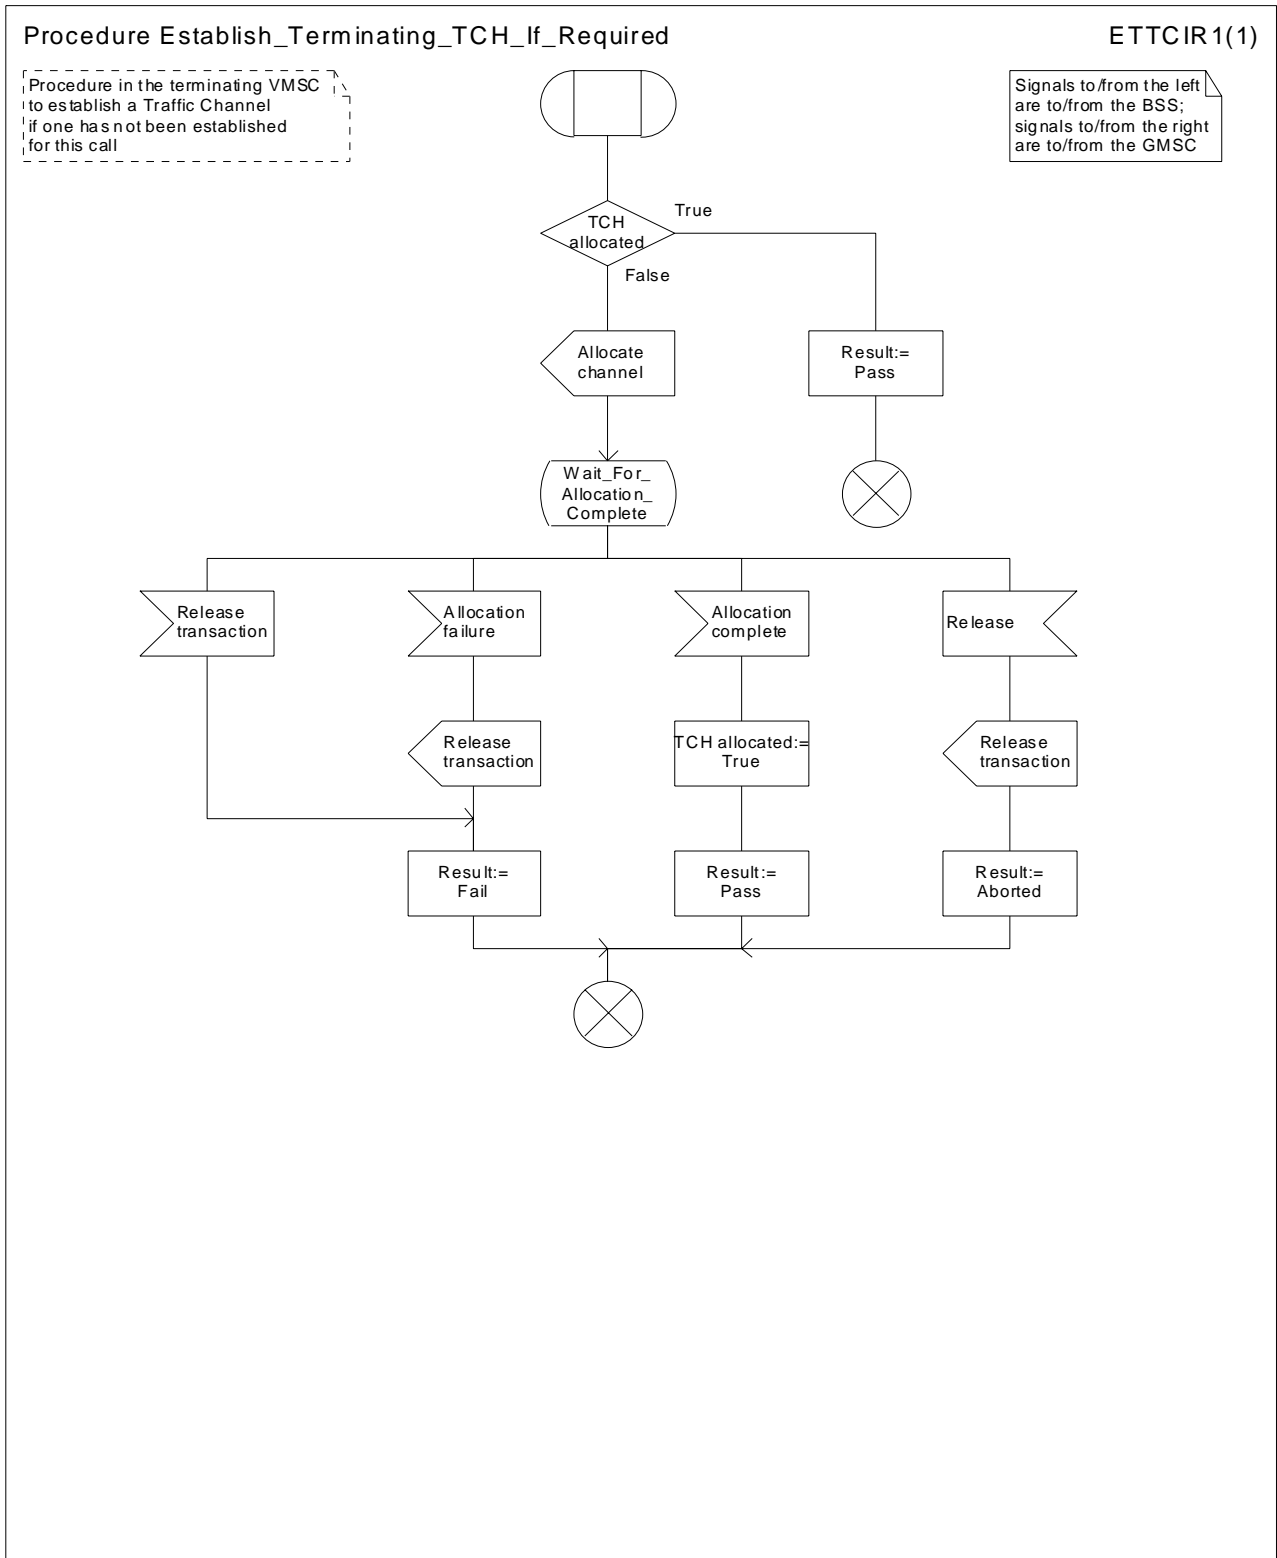 Procedure Establish_Terminating_TCH_If_Required
ETTCIR1(1)
Procedure in the terminating VMSC
to establish a Traffic Channel
if one has not been established
for this call
Signals to/from the left
are to/from the BSS;
signals to/from the right
are to/from the GMSC
TCH
allocated
True
False
Allocate
channel
Result:=
Pass
Wait_For_
Allocation_
Complete
Release
transaction
Allocation
failure
Allocation
complete
Release
Release
transaction
TCH allocated:=
True
Release
transaction
Result:=
Fail
Result:=
Pass
Result:=
Aborted